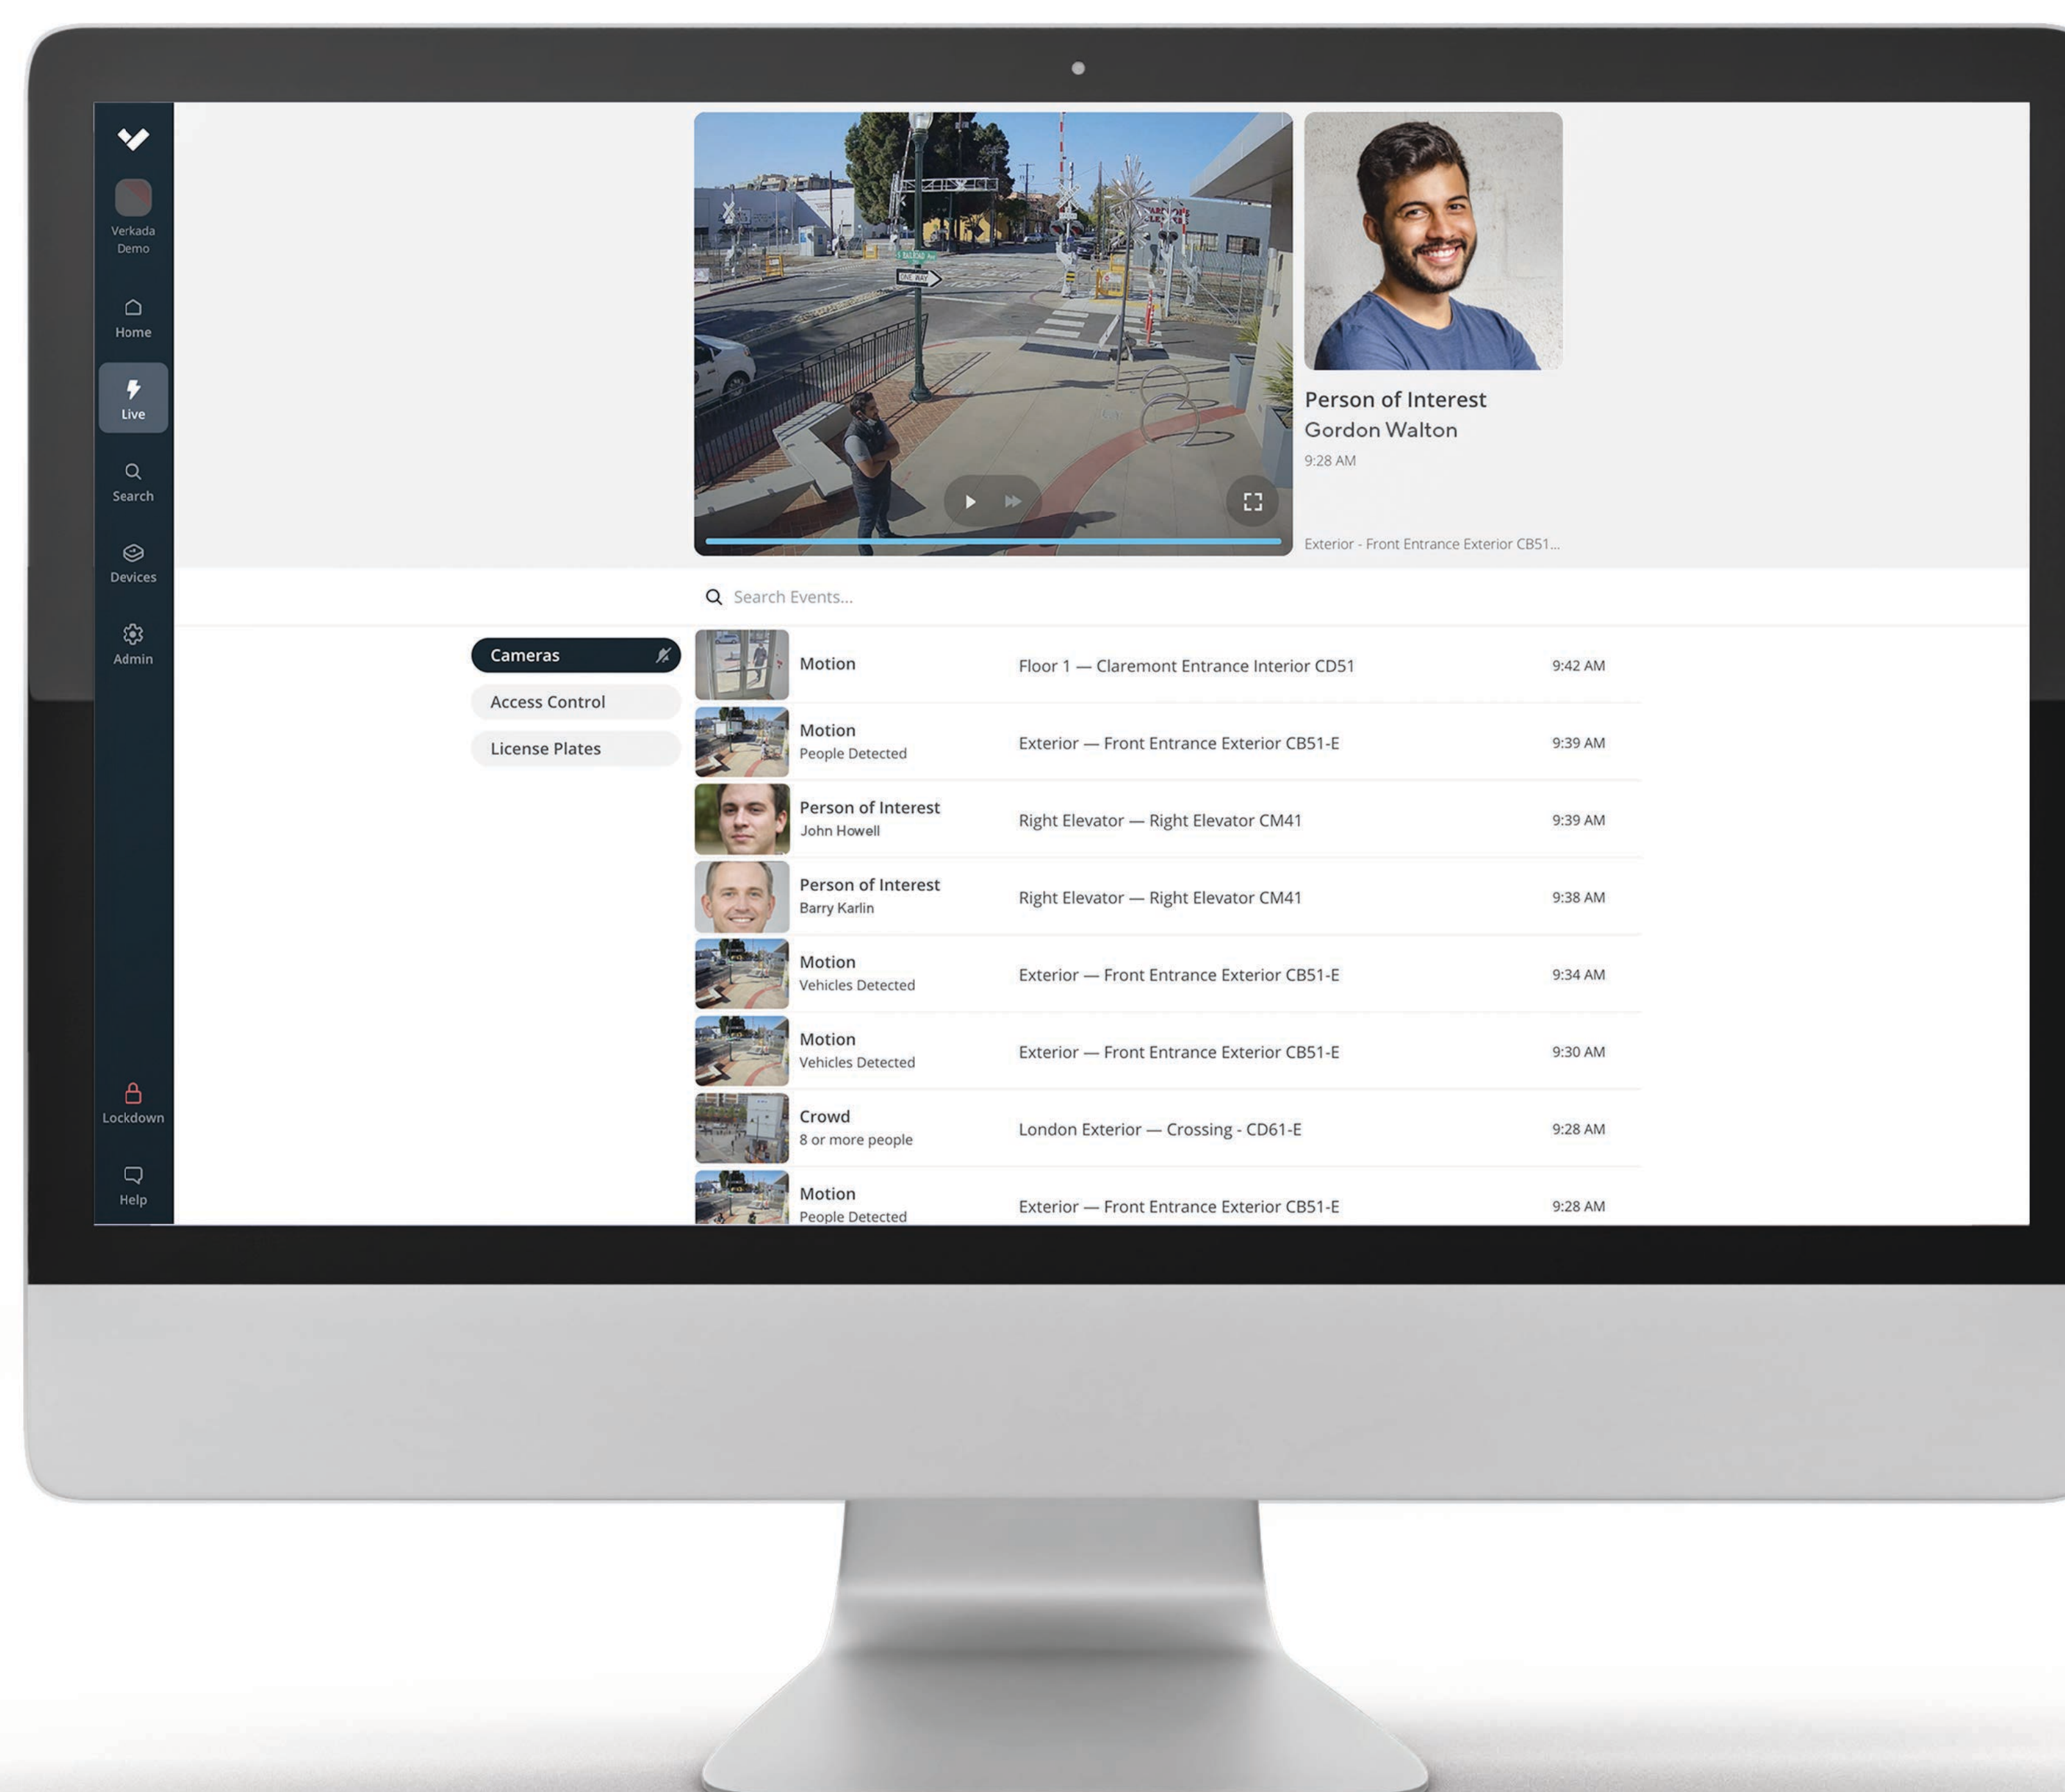 Verkada
Demo
Home
Live
Search
Devices
Admin
Lockdown
Help
S RAILROAD Ave
ONE WAY
Person of Interest
Gordon Walton
9:28 AM
Exterior - Front Entrance Exterior CB51...
Search Events...
Cameras
Access Control
License Plates
Motion
Floor 1 — Claremont Entrance Interior CD51
9:42 AM
Motion
People Detected
Exterior — Front Entrance Exterior CB51-E
9:39 AM
Person of Interest
John Howell
Right Elevator — Right Elevator CM41
9:39 AM
Person of Interest
Barry Karlin
Right Elevator — Right Elevator CM41
9:38 AM
Motion
Vehicles Detected
Exterior — Front Entrance Exterior CB51-E
9:34 AM
Motion
Vehicles Detected
Exterior — Front Entrance Exterior CB51-E
9:30 AM
Crowd
8 or more people
London Exterior — Crossing - CD61-E
9:28 AM
Motion
People Detected
Exterior — Front Entrance Exterior CB51-E
9:28 AM